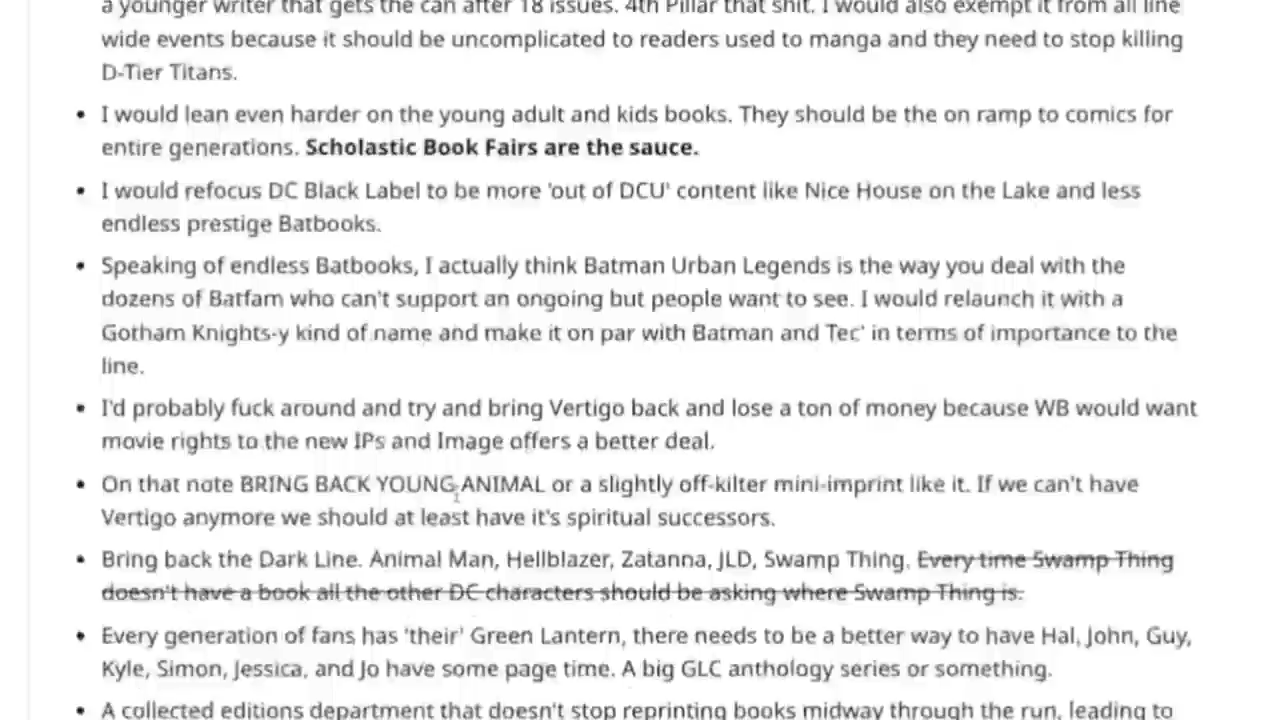 a younger writer that gets the can after 18 issues. 4th Pillar that shit. I would also exempt it from all line
wide events because it should be uncomplicated to readers used to manga and they need to stop killing
D-Tier Titans.
• I would lean even harder on the young adult and kids books. They should be the on ramp to comics for
entire generations. Scholastic Book Fairs are the sauce.
• I would refocus DC Black Label to be more 'out of DCU' content like Nice House on the Lake and less
endless prestige Batbooks.
• Speaking of endless Batbooks, I actually think Batman Urban Legends is the way you deal with the
dozens of Batfam who can't support an ongoing but people want to see. I would relaunch it with a
Gotham Knights-y kind of name and make it on par with Batman and Tec' in terms of importance to the
line.
• I'd probably fuck around and try and bring Vertigo back and lose a ton of money because WB would want
movie rights to the new IPs and Image offers a better deal.
• On that note BRING BACK YOUNG ANIMAL or a slightly off-kilter mini-imprint like it. If we can't have
Vertigo anymore we should at least have it's spiritual successors.
• Bring back the Dark Line. Animal Man, Hellblazer, Zatanna, JLD, Swamp Thing. Every time Swamp Thing
doesn't have a book all the other DC characters should be asking where Swamp Thing is.
• Every generation of fans has 'their' Green Lantern, there needs to be a better way to have Hal, John, Guy,
Kyle, Simon, Jessica, and Jo have some page time. A big GLC anthology series or something.
• A collected editions department that doesn't stop reprinting books midway through the run, leading to